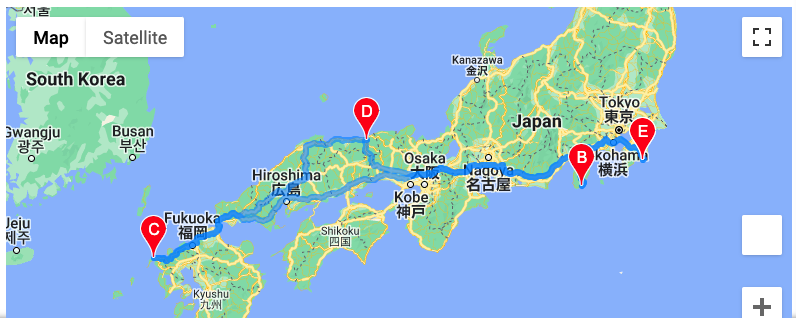 서울
Map
Satellite
South Korea
Gwangju
광주
Busan
부산
Jeju
제주
Kanazawa
金沢
D
Japan
Tokyo
東京
E
B
kohama
横浜
Osaka
大阪
Nagoya
名古屋
Hiroshima
広島
Kobe
神戸
C
Fukuoka
福岡
Shikoku
四国
Kyushu
九州
+